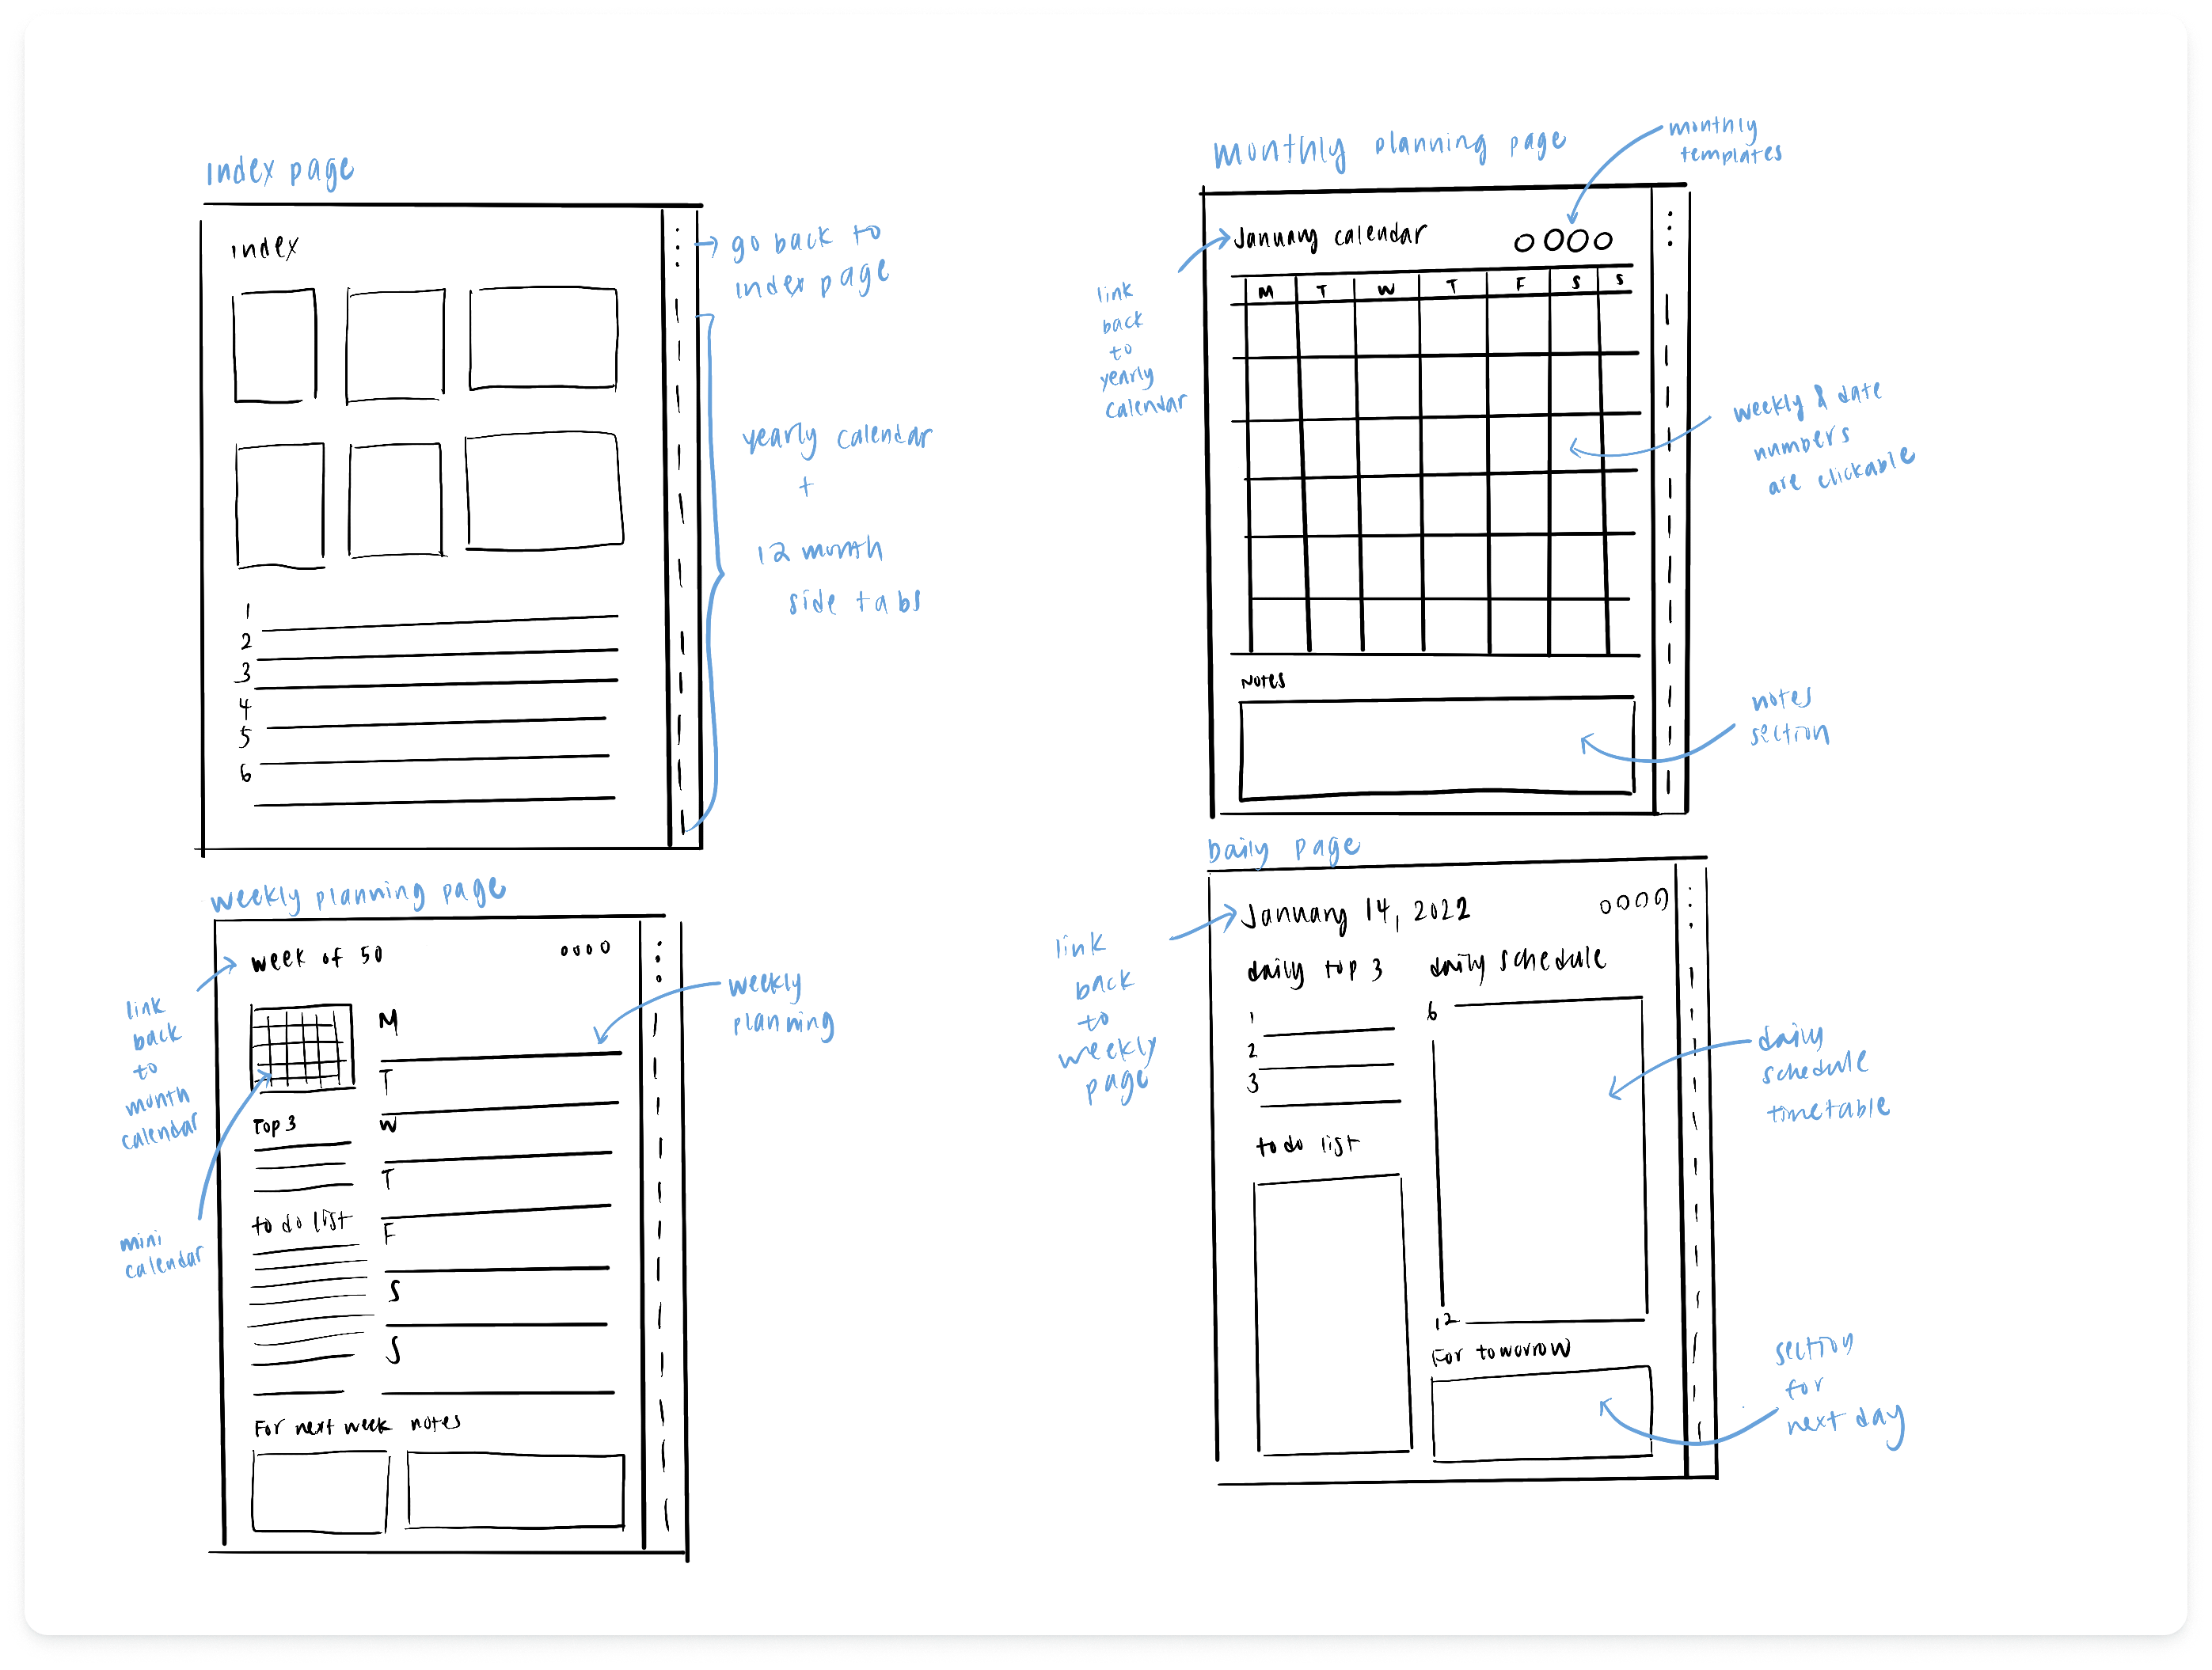 Index page
index
go back to
index page
yearly calendar
+
12 month
side tabs
1
2
3
4
5
6
monthly planning page
monthly
templates
January calendar
link
back
to
yearly
calendar
M T W T F S S
weekly & date
numbers
are clickable
Notes
notes
section
weekly planning page
week of 50
link
back
to
month
calendar
mini
calendar
weekly
planning
M
T
W
T
F
S
S
Top 3
to do list
For next week notes
daily page
January 14, 2022
link
back
to
weekly
page
daily top 3
1
2
3
to do list
daily schedule
6
12
daily
schedule
timetable
For tomorrow
section
for
next day